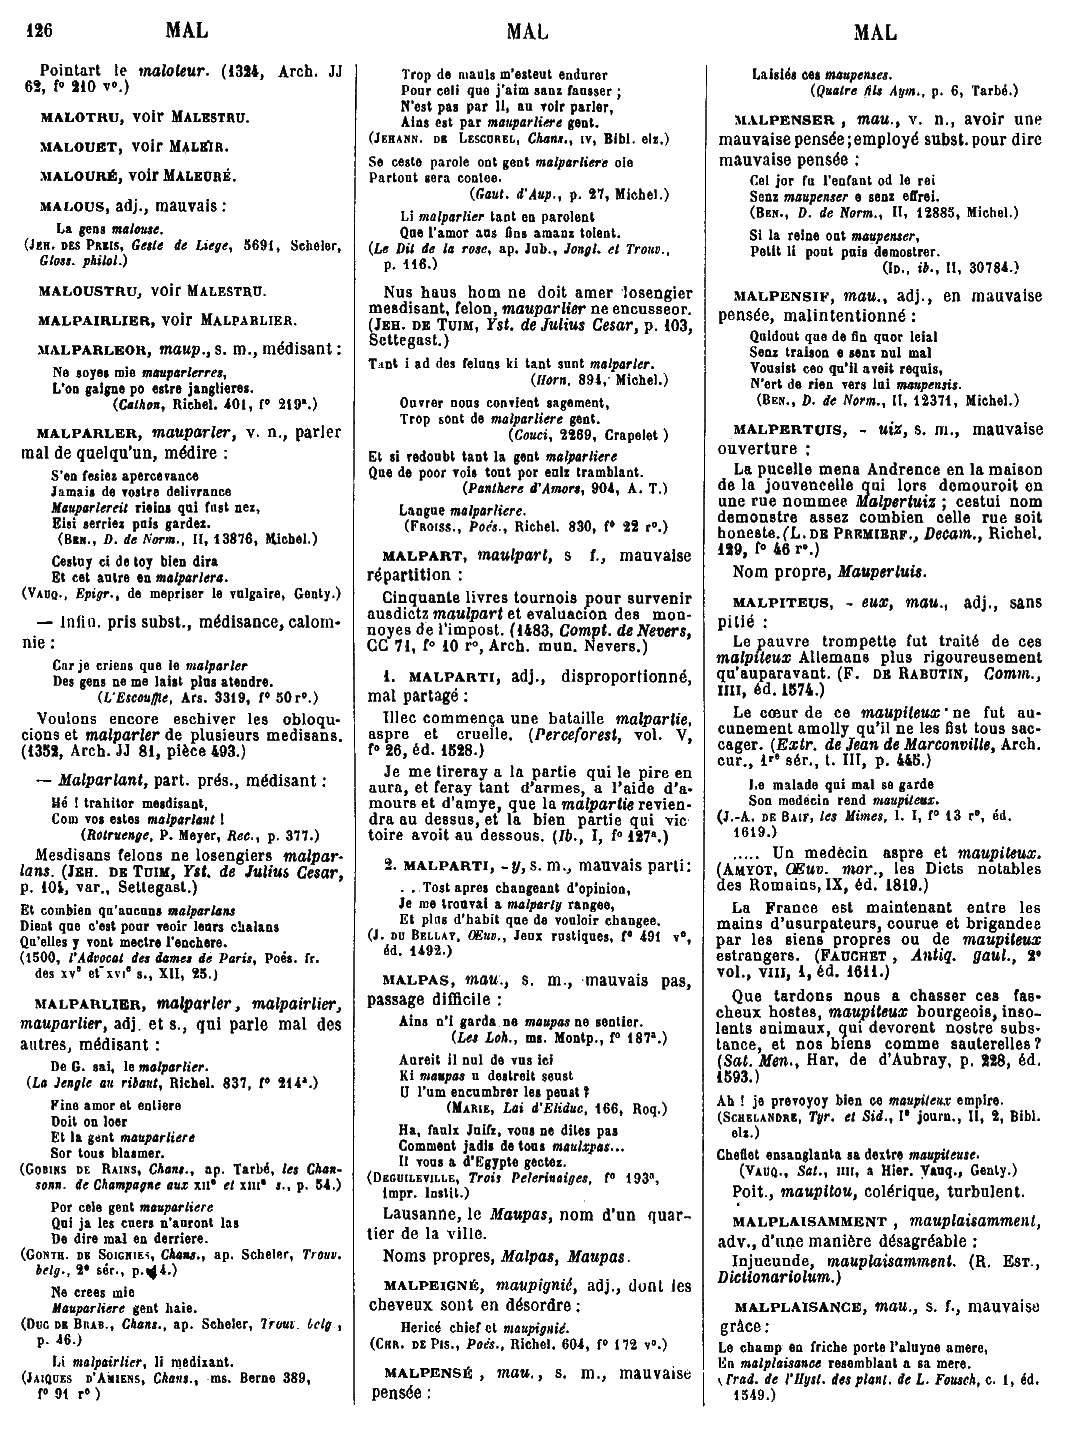 126
MAL
MAL
MAL
Pointart le maloteur. (1324, Arch. JJ
62, f° 210 v°.)
MALOTRU, voir MALESTRU.
MALOUET, voir MALEIR.
MALOURÉ, voir MALEURÉ.
MALOUS, adj., mauvais :
La gens malouse.
(JEH. DES PREIS, Geste de Liege, 5691, Scheler,
Gloss. philol.)
MALOUSTRU, voir MALESTRU.
MALPAIRLIER, voir MALPARLIER.
MALPARLEOR, maup., s. m., médisant :
Ne soyes mie mauparlerres,
L'on gaigne po estre janglieres.
(Cathon, Richel. 401, f° 219ª.)
MALPARLER, mauparler, v. n., parler
mal de quelqu'un, médire :
S'en fesiez apercevance
Jamais de vostre delivrance
Mauparlereit rieins qui fust nez,
Eisi serriez puis gardez.
(BEN., D. de Norm., II, 13876, Michel.)
Cestuy ci de toy bien dira
Et cet autre en malparlera.
(VAUQ., Epigr., de mepriser le vulgaire, Genty.)
— Infin. pris subst., médisance, calom-
nie :
Car je criens que le malparler
Des gens ne me laist plus atendre.
(L'Escouffle, Ars. 3319, f° 50 r°.)
Voulons encore eschiver les obloqu-
cions et malparler de plusieurs medisans.
(1352, Arch. JJ 81, pièce 493.)
— Malparlant, part. prés., médisant :
Hé ! trahitor mesdisant,
Com vos estes malparlant !
(Rotruenge, P. Meyer, Rec., p. 377.)
Mesdisans felons ne losengiers malpar-
lans. (JEH. DE TUIM, Yst. de Julius Cesar,
p. 104, var., Settegast.)
Et combien qu'aucuns malparlans
Dient que c'est pour veoir leurs chalans
Qu'elles y vont mectre l'enchere.
(1500, l'Advocat des dames de Paris, Poés. fr.
des XVe et XVIe s., XII, 25.)
MALPARLIER, malparler, malpairlier,
mauparlier, adj. et s., qui parle mal des
autres, médisant :
De G. sai, le malparlier.
(La Jengle au ribaut, Richel. 837, f° 214ª.)
Fine amor et entiere
Doit on loer
Et la gent mauparliere
Sor tous blasmer.
(GOBINS DE RAINS, Chans., ap. Tarbé, les Chan-
sonn. de Champagne aux XIIe et XIIIe s., p. 54.)
Por cele gent mauparliere
Qui ja les cuers n'auront las
De dire mal en derriere.
(GONTH. DE SOIGNIES, Chans., ap. Scheler, Trouv.
belg., 2e sér., p. 4.)
Ne crees mie
Mauparliere gent haie.
(DUC DE BRAB., Chans., ap. Scheler, Trouv. belg.,
p. 46.)
Li malpairlier, li medixant.
(JAIQUES D'AMIENS, Chans., ms. Berne 389,
f° 91 r°)
Trop de mauls m'esteut endurer
Pour celi que j'aim sanz fausser ;
N'est pas par li, au voir parler,
Ains est par mauparliere gent.
(JEHANN. DE LESCUREL, Chans., IV, Bibl. elz.)
Se ceste parole ont gent malparliere oie
Partout sera contee.
(Gaut. d'Aup., p. 27, Michel.)
Li malparlier tant en parolent
Que l'amor aus fins amanz tolent.
(Le Dit de la rose, ap. Jub., Jongl. et Trouv.,
p. 116.)
Nus haus hom ne doit amer losengier
mesdisant, felon, mauparlier ne encusseor.
(JEH. DE TUIM, Yst. de Julius Cesar, p. 103,
Settegast.)
Tant i ad des feluns ki tant sunt malparler.
(Horn, 894, Michel.)
Ouvrer nous convient sagement,
Trop sont de malparliere gent.
(Couci, 2269, Crapelet)
Et si redoubt tant la gent malparliere
Que de poor vois tout por eulz tramblant.
(Panthere d'Amors, 904, A. T.)
Langue malparliere.
(FROISS., Poés., Richel. 830, f° 22 r°.)
MALPART, maulpart, s f., mauvaise
répartition :
Cinquante livres tournois pour survenir
ausdictz maulpart et evaluacion des mon-
noyes de l'impost. (1483, Compt. de Nevers,
CC 71, f° 10 r°, Arch. mun. Nevers.)
1. MALPARTI, adj., disproportionné,
mal partagé :
Illec commença une bataille malpartie,
aspre et cruelle. (Perceforest, vol. V,
f° 26, éd. 1528.)
Je me tireray a la partie qui le pire en
aura, et feray tant d'armes, a l'aide d'a-
mours et d'amye, que la malpartie revien-
dra au dessus, et la bien partie qui vic
toire avoit au dessous. (Ib., I, f° 127ª.)
2. MALPARTI, -y, s. m., mauvais parti :
. . Tost apres changeant d'opinion,
Je me trouvai a malparty rangee,
Et plus d'habit que de vouloir changee.
(J. DU BELLAY, Œuv., Jeux rustiques, f° 491 v°,
éd. 1492.)
MALPAS, mau., s. m., mauvais pas,
passage difficile :
Ains n'i garda ne maupas ne sentier.
(Les Loh., ms. Montp., f° 187ª.)
Aureit il nul de vus ici
Ki maupas u destreit seust
U l'um encumbrer les peust ?
(MARIE, Lai d'Eliduc, 166, Roq.)
Ha, faulx Juifz, vous ne dites pas
Comment jadis de tous maulxpas...
Il vous a d'Egypte gectez.
(DEGUILEVILLE, Trois Pelerinaiges, f° 193ª,
Impr. Instit.)
Lausanne, le Maupas, nom d'un quar-
tier de la ville.
Noms propres, Malpas, Maupas.
MALPEIGNÉ, maupignié, adj., dont les
cheveux sont en désordre :
Hericé chief et maupignié.
(CHR. DE PIS., Poés., Richel. 604, f° 172 v°.)
MALPENSÉ, mau., s. m., mauvaise
pensée :
Laisiés ces maupenses.
(Quatre fils Aym., p. 6, Tarbé.)
MALPENSER, mau., v. n., avoir une
mauvaise pensée; employé subst. pour dire
mauvaise pensée :
Cel jor fu l'enfant od le rei
Senz maupenser e senz effrei.
(BEN., D. de Norm., II, 12885, Michel.)
Si la reine out maupenser,
Petit li pout puis demostrer.
(ID., ib., II, 30784.)
MALPENSIF, mau., adj., en mauvaise
pensée, malintentionné :
Quidout que de fin quor leial
Senz traison e senz nul mal
Vousist ceo qu'il aveit requis,
N'ert de rien vers lui maupensis.
(BEN., D. de Norm., II, 12371, Michel.)
MALPERTUIS, - uiz, s. m., mauvaise
ouverture :
La pucelle mena Andrence en la maison
de la jouvencelle qui lors demouroit en
une rue nommee Malpertuiz ; cestui nom
demonstre assez combien celle rue soit
honeste. (L. DE PREMIERF., Decam., Richel.
129, f° 46 r°.)
Nom propre, Maupertuis.
MALPITEUS, - eux, mau., adj., sans
pitié :
Le pauvre trompette fut traité de ces
malpiteux Allemans plus rigoureusement
qu'auparavant. (F. DE RABUTIN, Comm.,
IIII, éd. 1574.)
Le cœur de ce maupiteux ne fut au-
cunement amolly qu'il ne les fist tous sac-
cager. (Extr. de Jean de Marconville, Arch.
cur., 1re sér., t. III, p. 445.)
Le malade qui mal se garde
Son medecin rend maupiteux.
(J.-A. DE BAIF, les Mimes, l. I, f° 13 r°, éd.
1619.)
..... Un medecin aspre et maupiteux.
(AMYOT, Œuv. mor., les Dicts notables
des Romains, IX, éd. 1819.)
La France est maintenant entre les
mains d'usurpateurs, courue et brigandee
par les siens propres ou de maupiteux
estrangers. (FAUCHET, Antiq. gaul., 2e
vol., VIII, 1, éd. 1611.)
Que tardons nous a chasser ces fas-
cheux hostes, maupiteux bourgeois, inso-
lents animaux, qui devorent nostre subs-
tance, et nos biens comme sauterelles ?
(Sat. Men., Har. de d'Aubray, p. 228, éd.
1593.)
Ah ! je prevoyoy bien ce maupiteux empire.
(SCHELANDRE, Tyr. et Sid., Ie journ., II, 2, Bibl.
elz.)
Cheflet ensanglanta sa dextre maupiteuse.
(VAUQ., Sat., IIII, a Hier. Vauq., Genty.)
Poit., maupitou, colérique, turbulent.
MALPLAISAMMENT, mauplaisamment,
adv., d'une manière désagréable :
Injucunde, mauplaisamment. (R. EST.,
Dictionariolum.)
MALPLAISANCE, mau., s. f., mauvaise
grâce :
Le champ en friche porte l'aluyne amere,
En malplaisance resemblant a sa mere.
(Trad. de l'Hyst. des plant. de L. Fousch, c. 1, éd.
1549.)